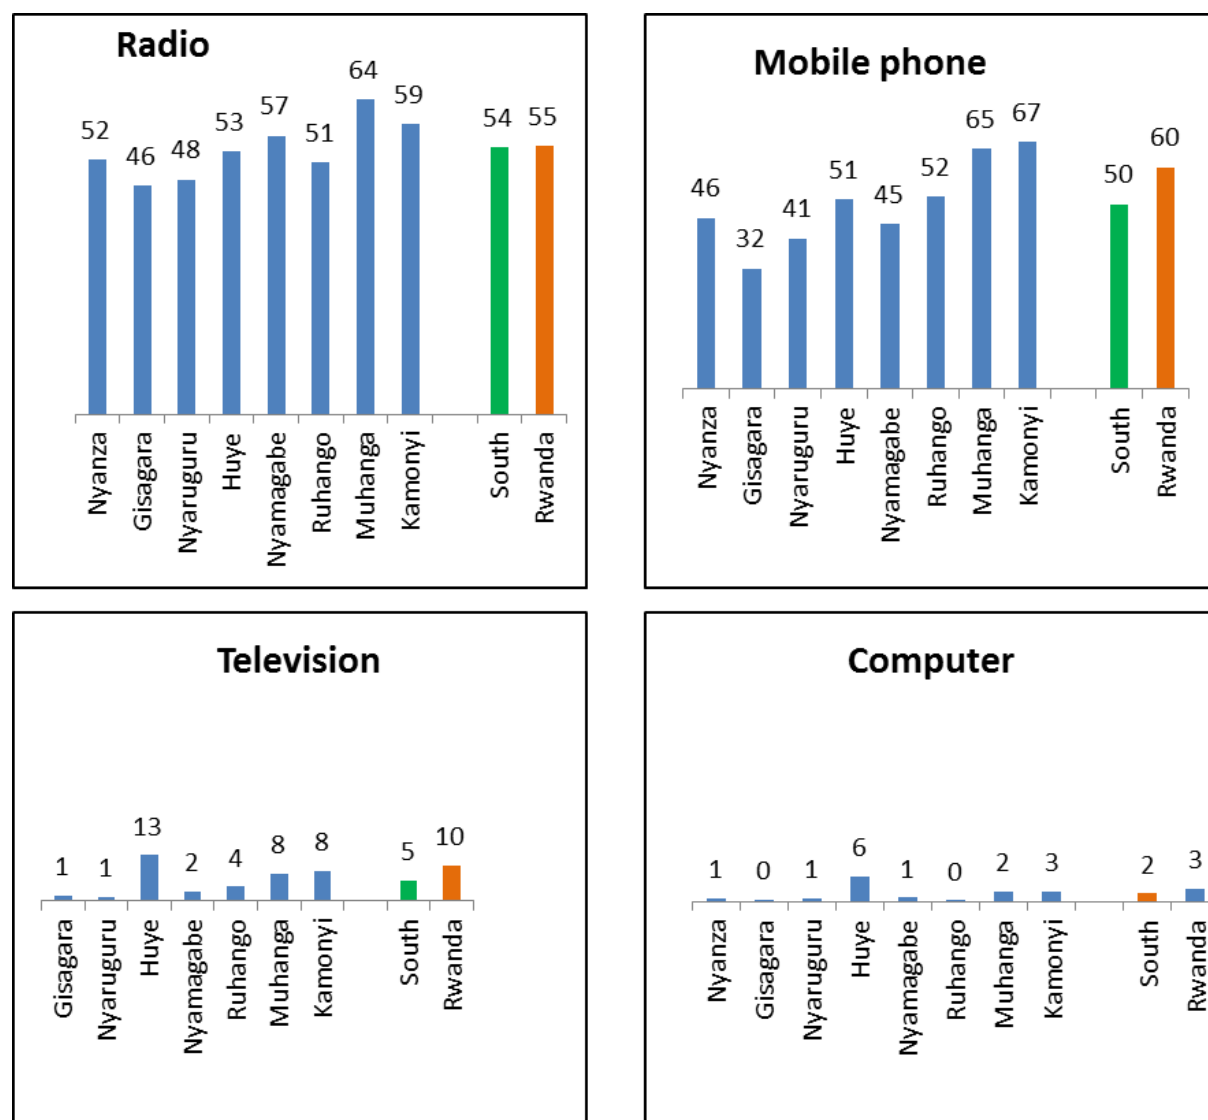 Radio
52 46 48 53 57 51 64 59 54 55
Nyanza
Gisagara
Nyaruguru
Huye
Nyamagabe
Ruhango
Muhanga
Kamonyi
South
Rwanda
Mobile phone
46 32 41 51 45 52 65 67 50 60
Nyanza
Gisagara
Nyaruguru
Huye
Nyamagabe
Ruhango
Muhanga
Kamonyi
South
Rwanda
Television
1 1 13 2 4 8 8 5 10
Gisagara
Nyaruguru
Huye
Nyamagabe
Ruhango
Muhanga
Kamonyi
South
Rwanda
Computer
1 0 1 6 1 0 2 3 2 3
Nyanza
Gisagara
Nyaruguru
Huye
Nyamagabe
Ruhango
Muhanga
Kamonyi
South
Rwanda